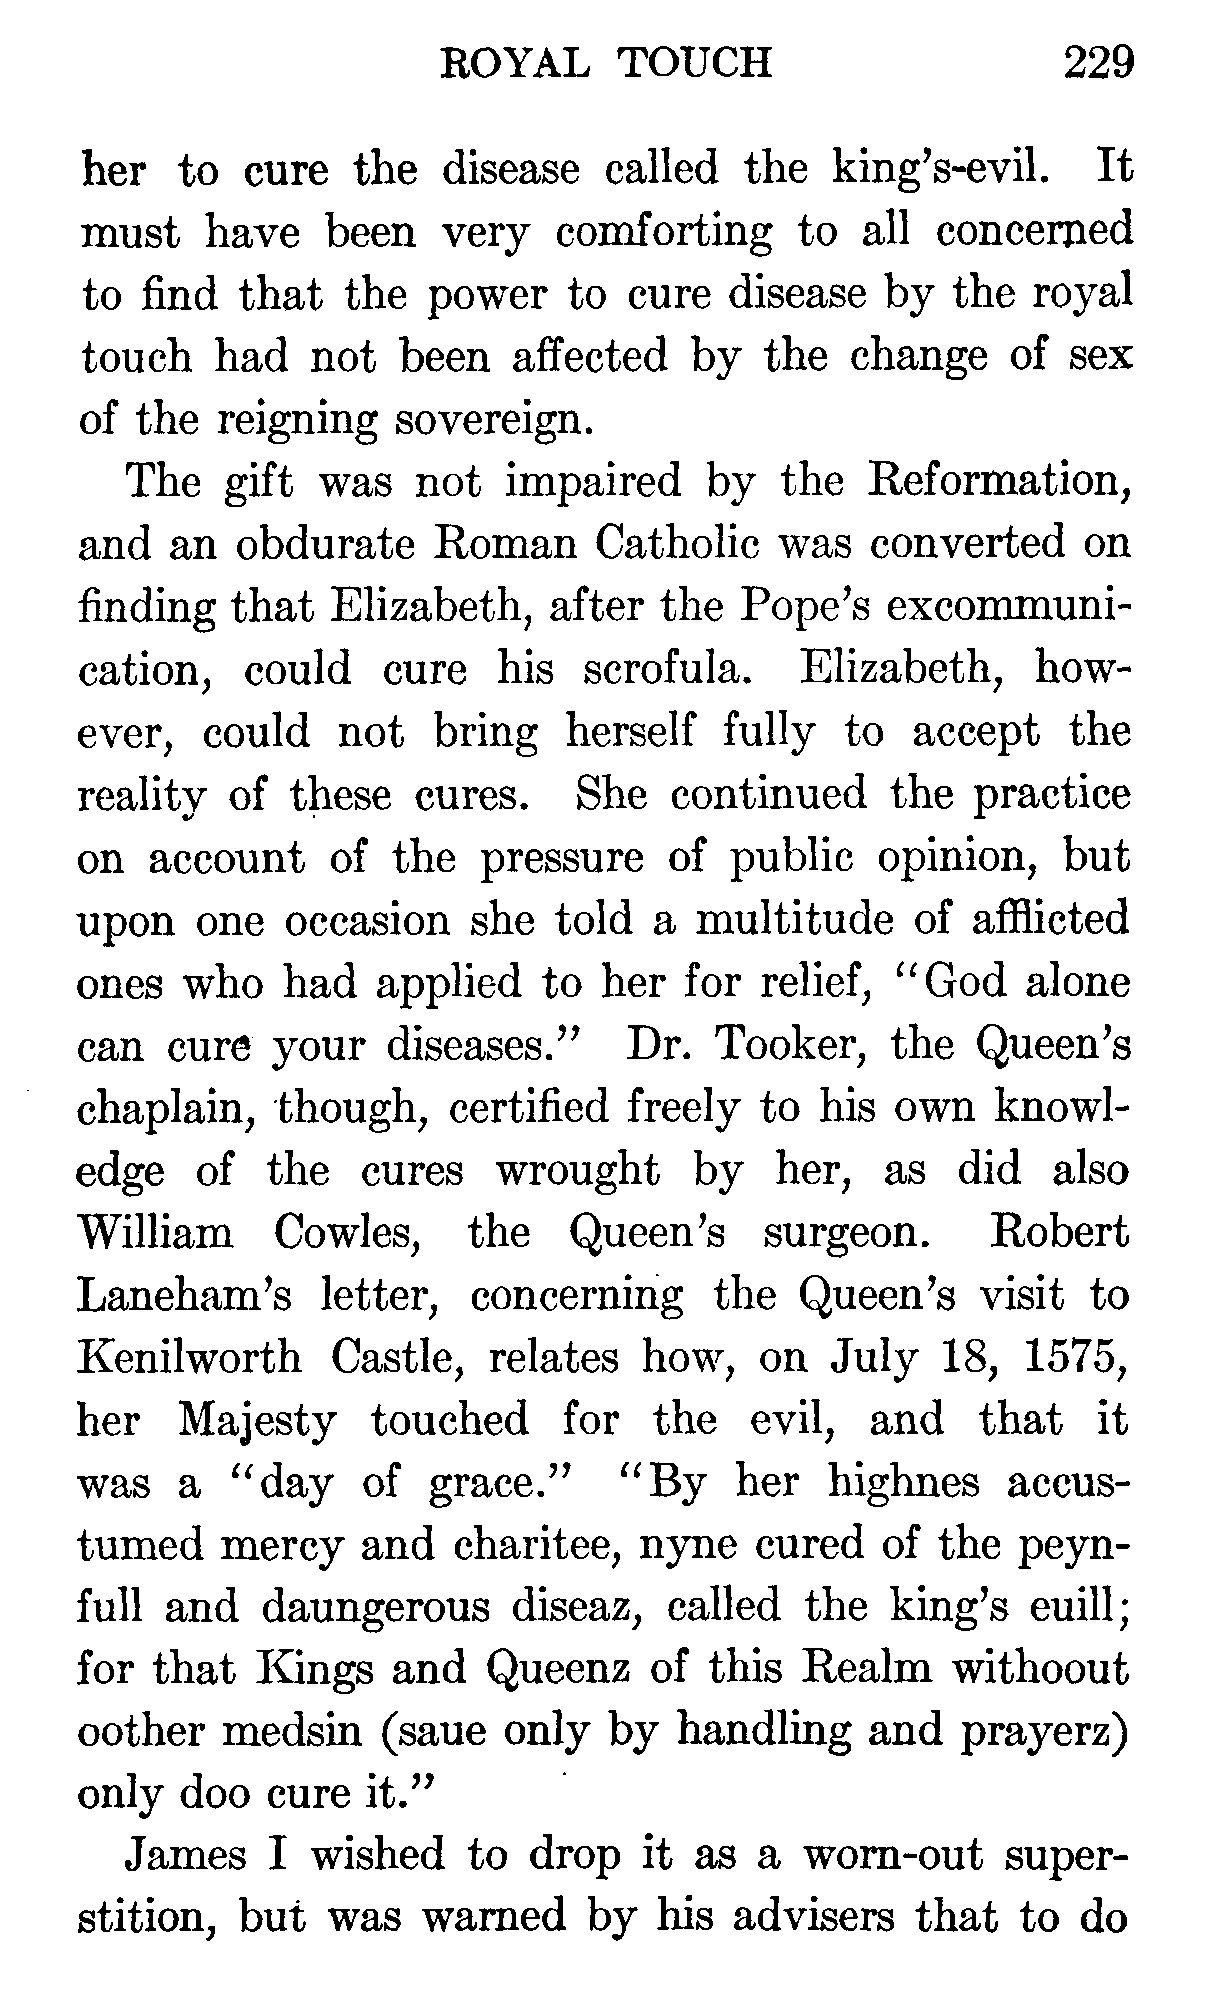 ROYAL TOUCH 229
her to cure the disease called the king's-evil. It
must have been very comforting to all concerned
to find that the power to cure disease by the royal
touch had not been affected by the change of sex
of the reigning sovereign.
The gift was not impaired by the Reformation,
and an obdurate Roman Catholic was converted on
finding that Elizabeth, after the Pope's excommuni-
cation, could cure his scrofula. Elizabeth, how-
ever, could not bring herself fully to accept the
reality of these cures. She continued the practice
on account of the pressure of public opinion, but
upon one occasion she told a multitude of afflicted
ones who had applied to her for relief, "God alone
can cure your diseases." Dr. Tooker, the Queen's
chaplain, though, certified freely to his own knowl-
edge of the cures wrought by her, as did also
William Cowles, the Queen's surgeon. Robert
Laneham's letter, concerning the Queen's visit to
Kenilworth Castle, relates how, on July 18, 1575,
her Majesty touched for the evil, and that it
was a "day of grace." "By her highnes accus-
tumed mercy and charitee, nyne cured of the peyn-
full and daungerous diseaz, called the king's euill;
for that Kings and Queenz of this Realm withoout
oother medsin (saue only by handling and prayerz)
only doo cure it."
James I wished to drop it as a worn-out super-
stition, but was warned by his advisers that to do